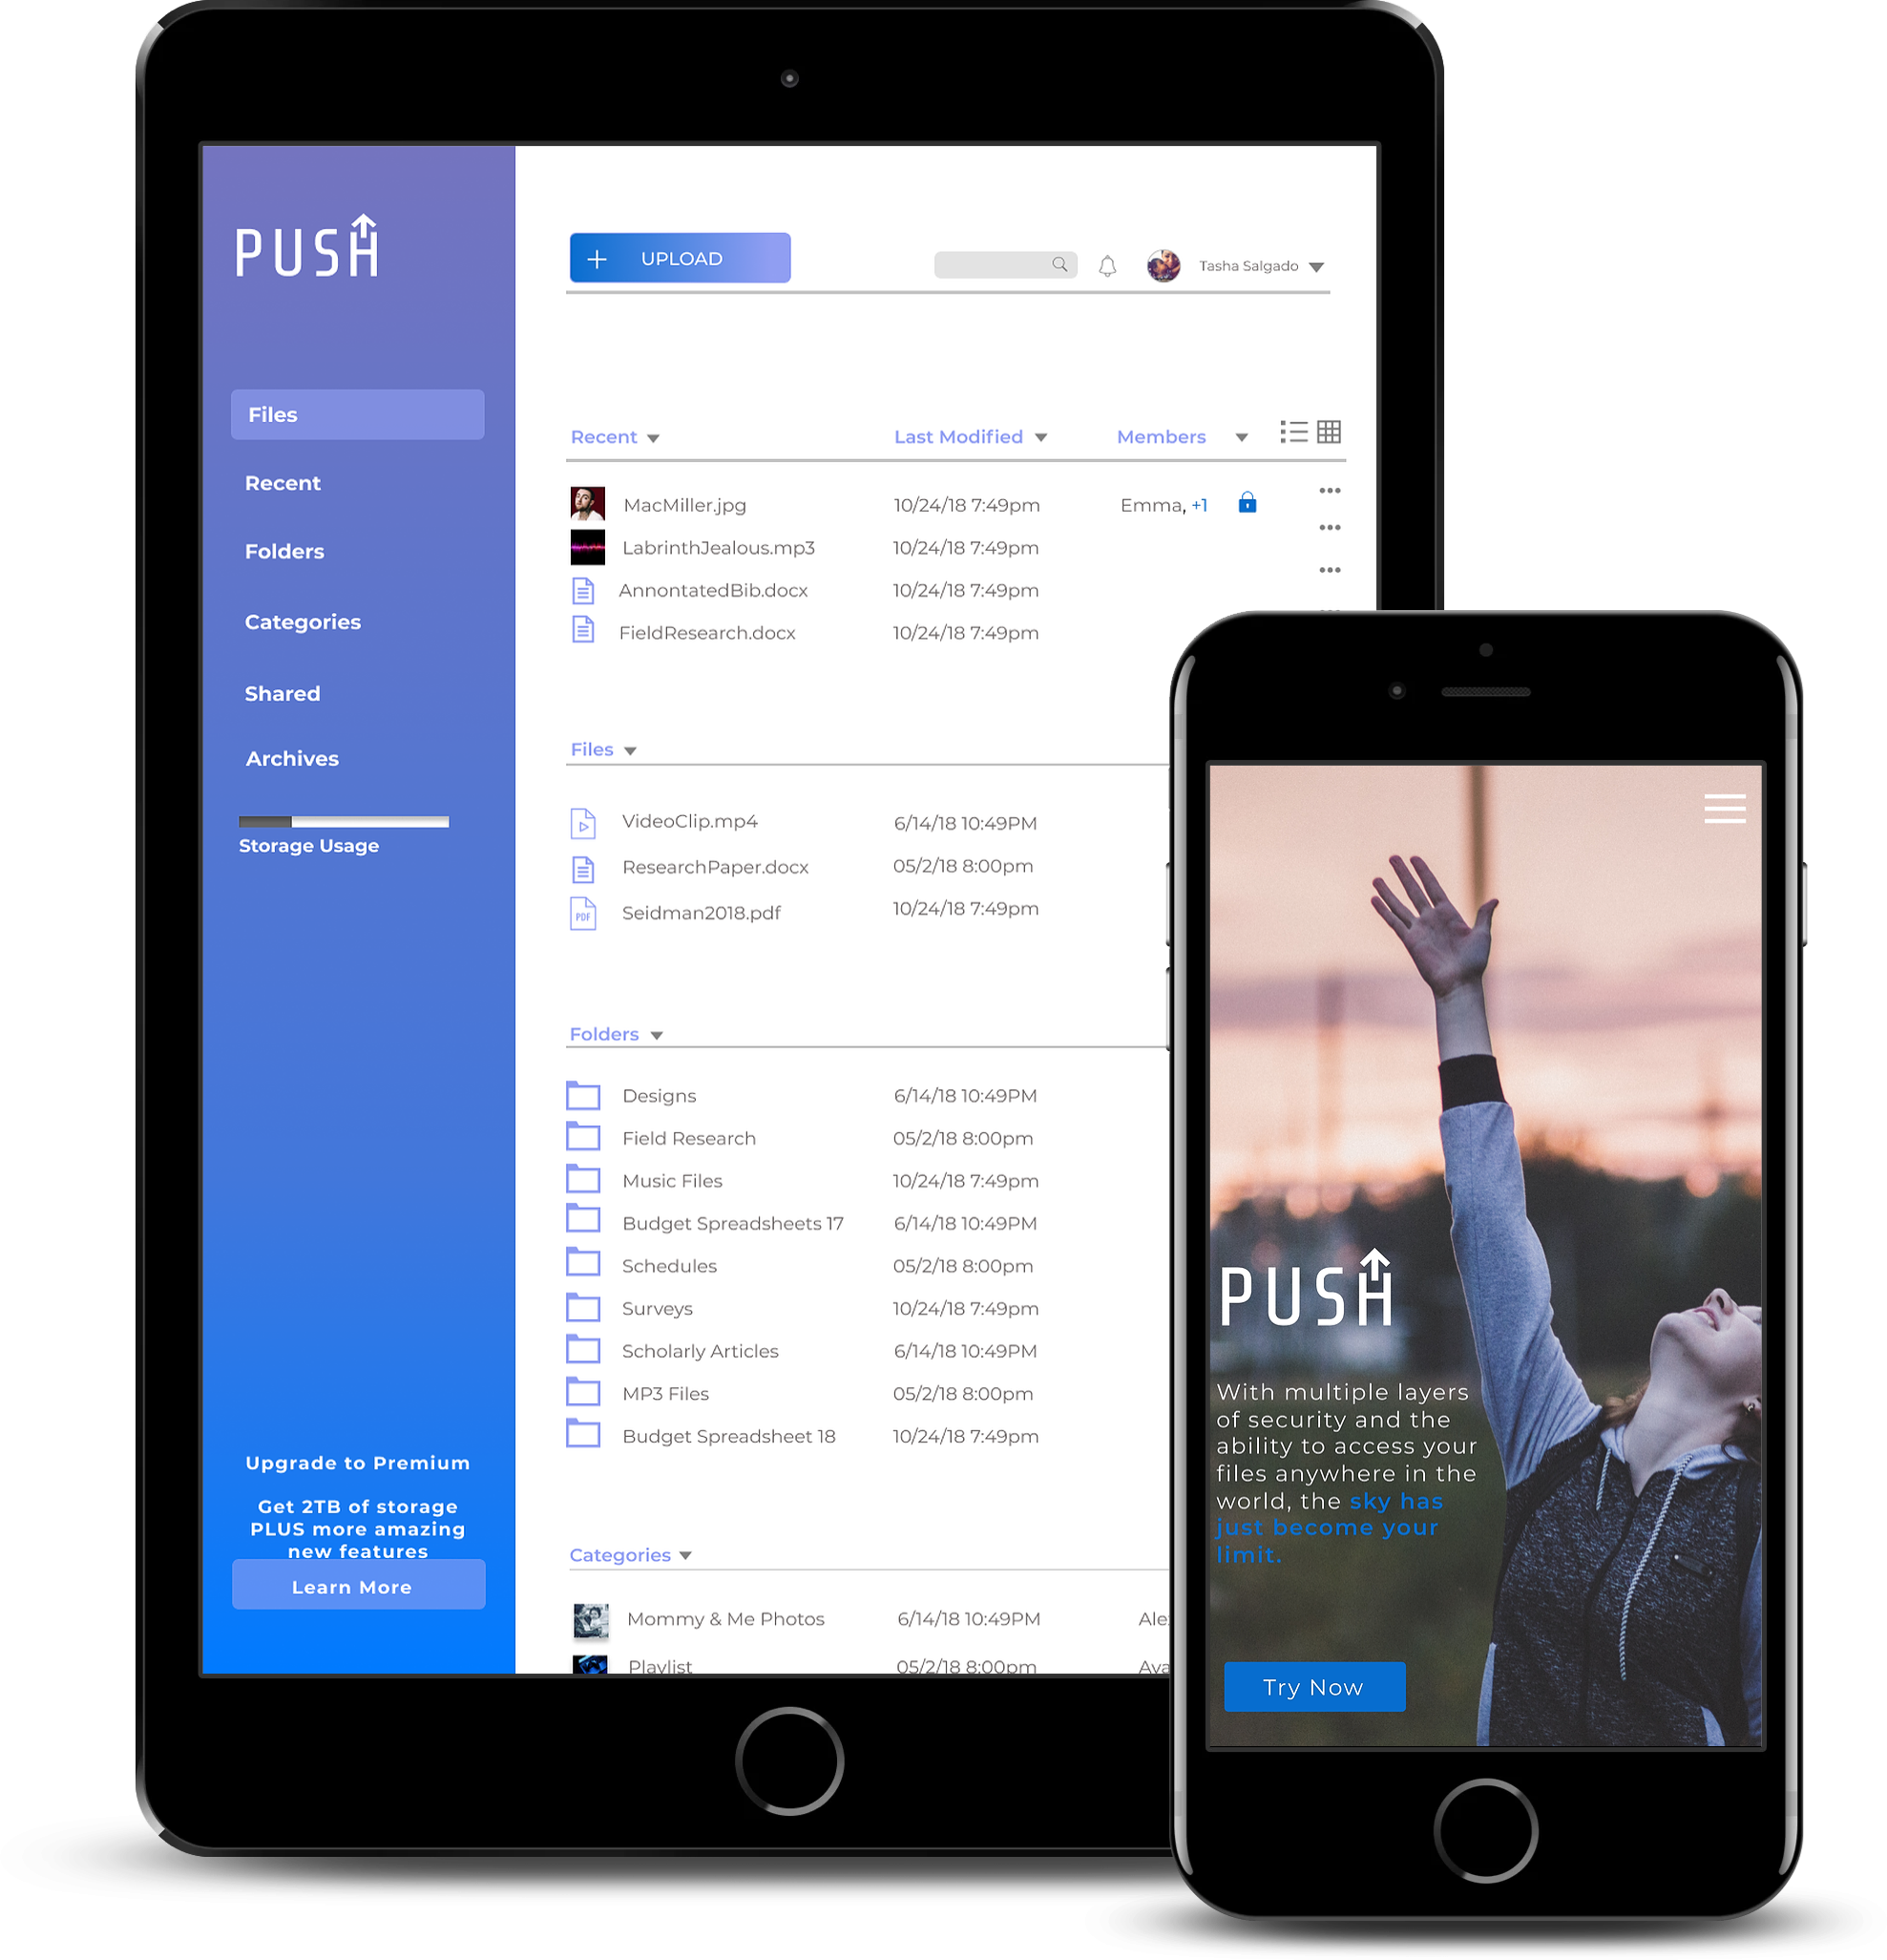 PUSH
Files
Recent
Folders
Categories
Shared
Archives
Storage Usage
Upgrade to Premium
Get 2TB of storage
PLUS more amazing
new features
Learn More
+ UPLOAD
Tasha Salgado
Recent Last Modified Members
MacMiller.jpg 10/24/18 7:49pm Emma, +1
LabrinthJealous.mp3 10/24/18 7:49pm
AnnontatedBib.docx 10/24/18 7:49pm
FieldResearch.docx 10/24/18 7:49pm
Files
VideoClip.mp4 6/14/18 10:49PM
ResearchPaper.docx 05/2/18 8:00pm
PDF Seidman2018.pdf 10/24/18 7:49pm
Folders
Designs 6/14/18 10:49PM
Field Research 05/2/18 8:00pm
Music Files 10/24/18 7:49pm
Budget Spreadsheets 17 6/14/18 10:49PM
Schedules 05/2/18 8:00pm
Surveys 10/24/18 7:49pm
Scholarly Articles 6/14/18 10:49PM
MP3 Files 05/2/18 8:00pm
Budget Spreadsheet 18 10/24/18 7:49pm
Categories
Mommy & Me Photos 6/14/18 10:49PM
Playlist 05/2/18 8:00pm
PUSH
With multiple layers
of security and the
ability to access your
files anywhere in the
world, the sky has
just become your
limit.
Try Now